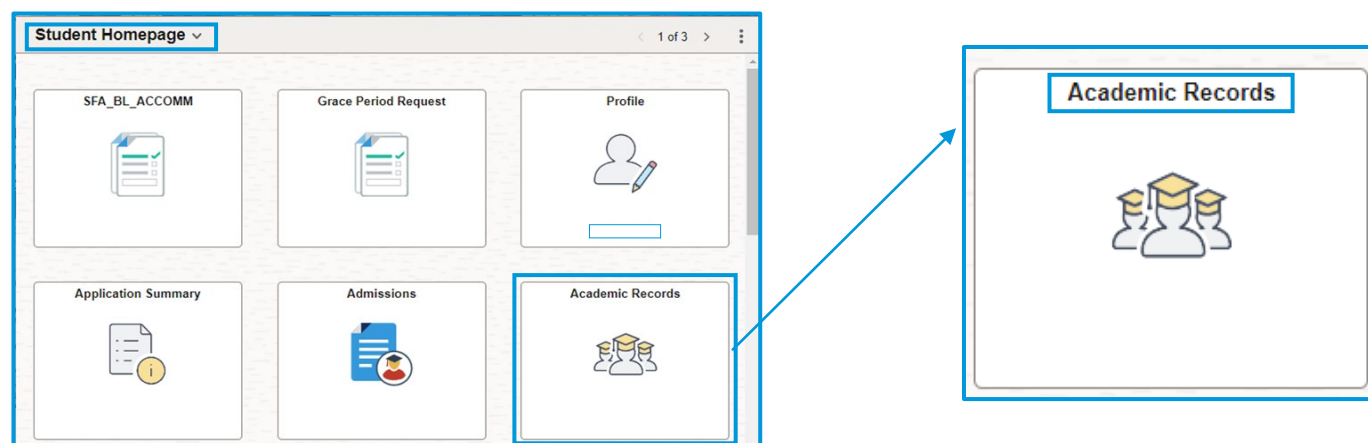 Student Homepage
1 of 3
SFA_BL_ACCOMM
Grace Period Request
Profile
Application Summary
Admissions
Academic Records
Academic Records